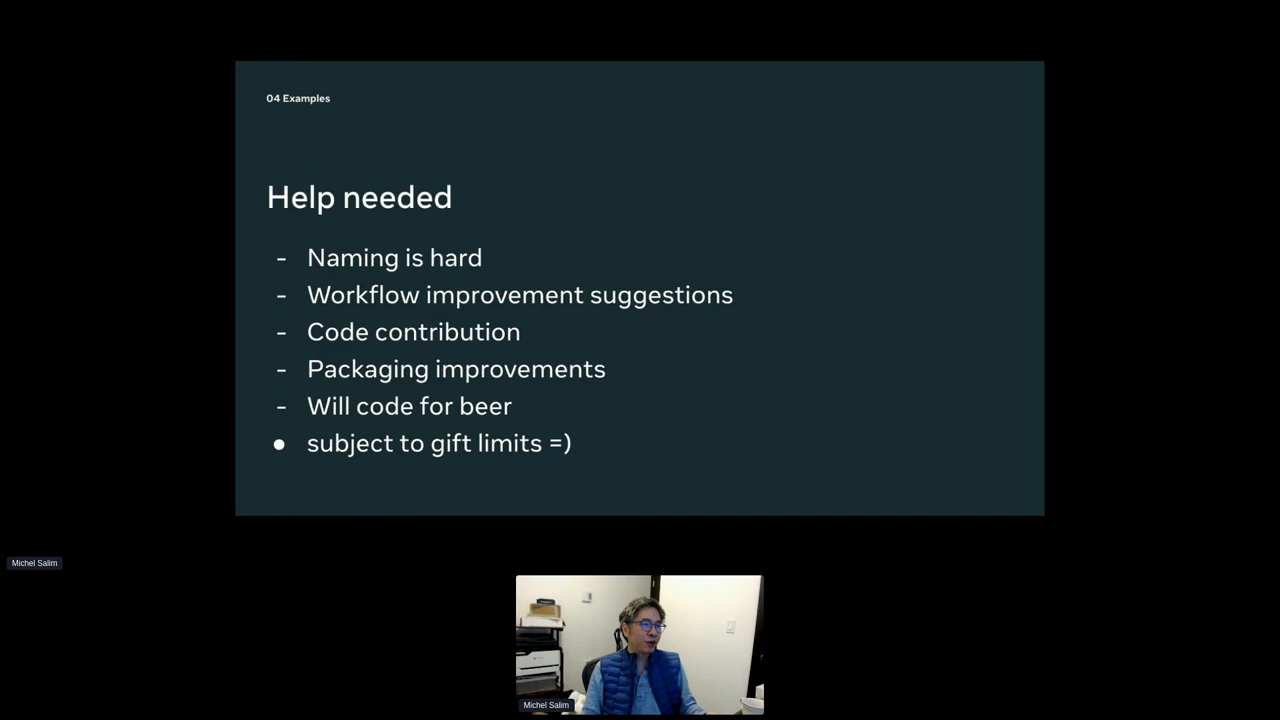 04 Examples
Help needed
- Naming is hard
- Workflow improvement suggestions
- Code contribution
- Packaging improvements
- Will code for beer
● subject to gift limits =)
Michel Salim
Michel Salim